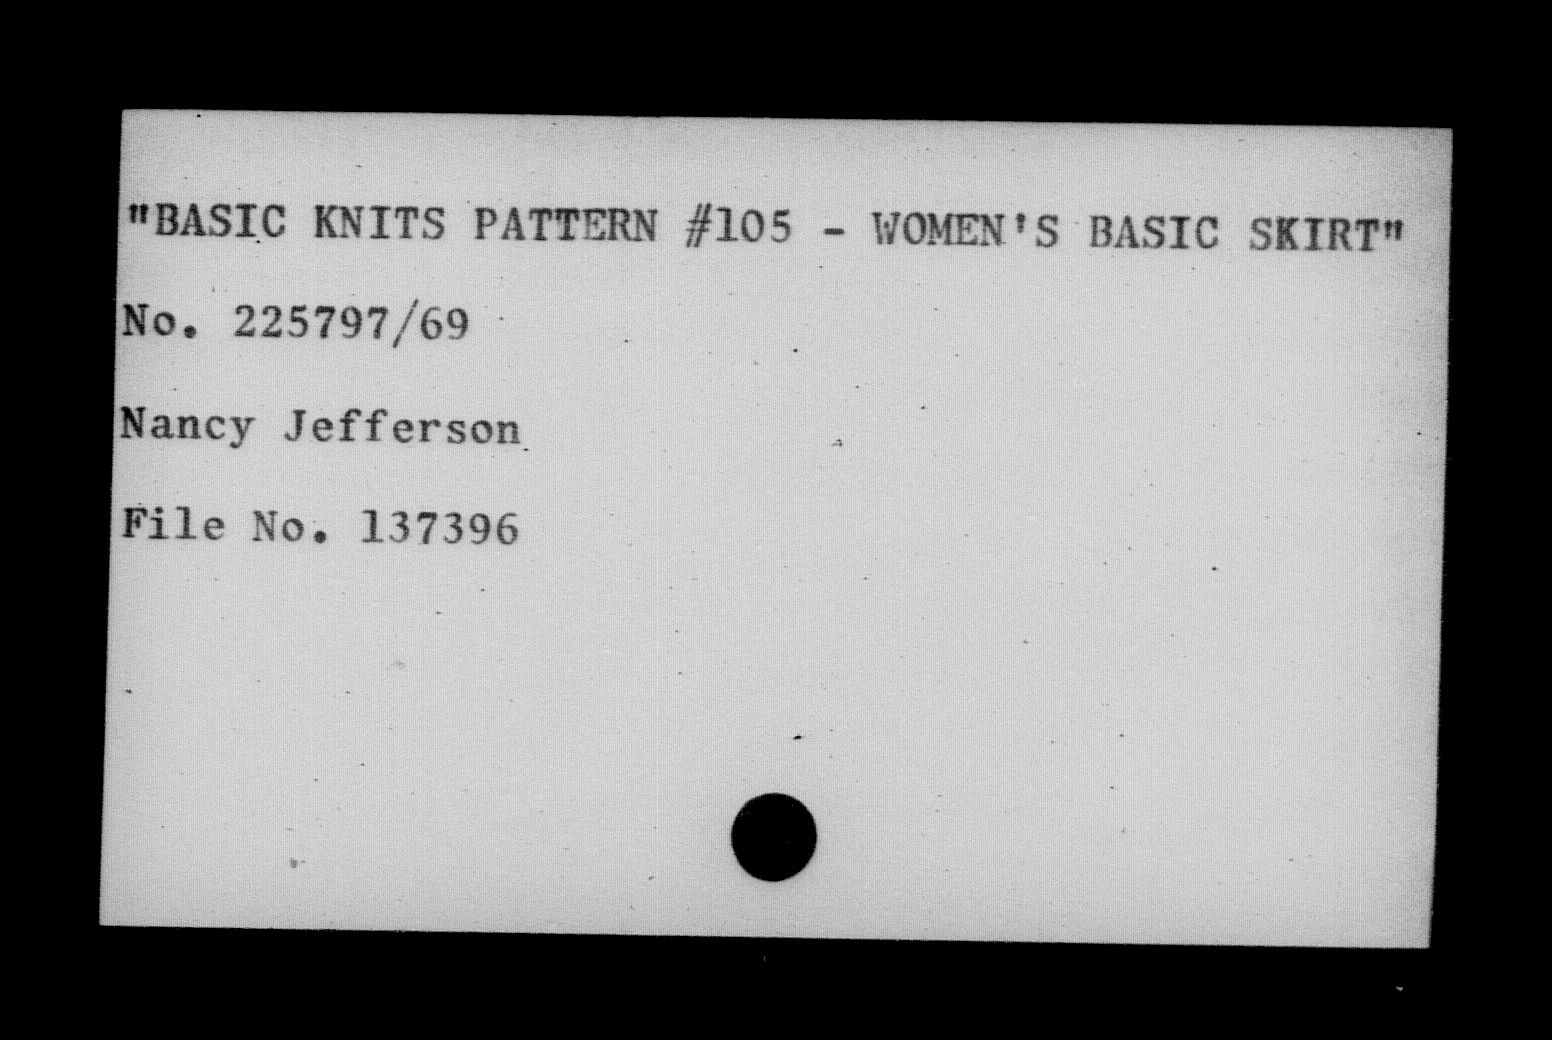 "BASIC KNITS PATTERN #105 - WOMEN'S BASIC SKIRT"
No. 225797/69
Nancy Jefferson
File No. 137396